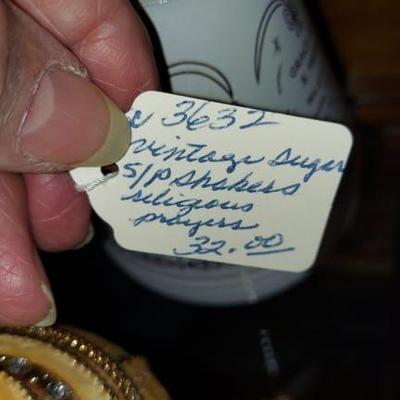 3632
vintage Sugar
S/P Shakers
religious
prayers
32.00